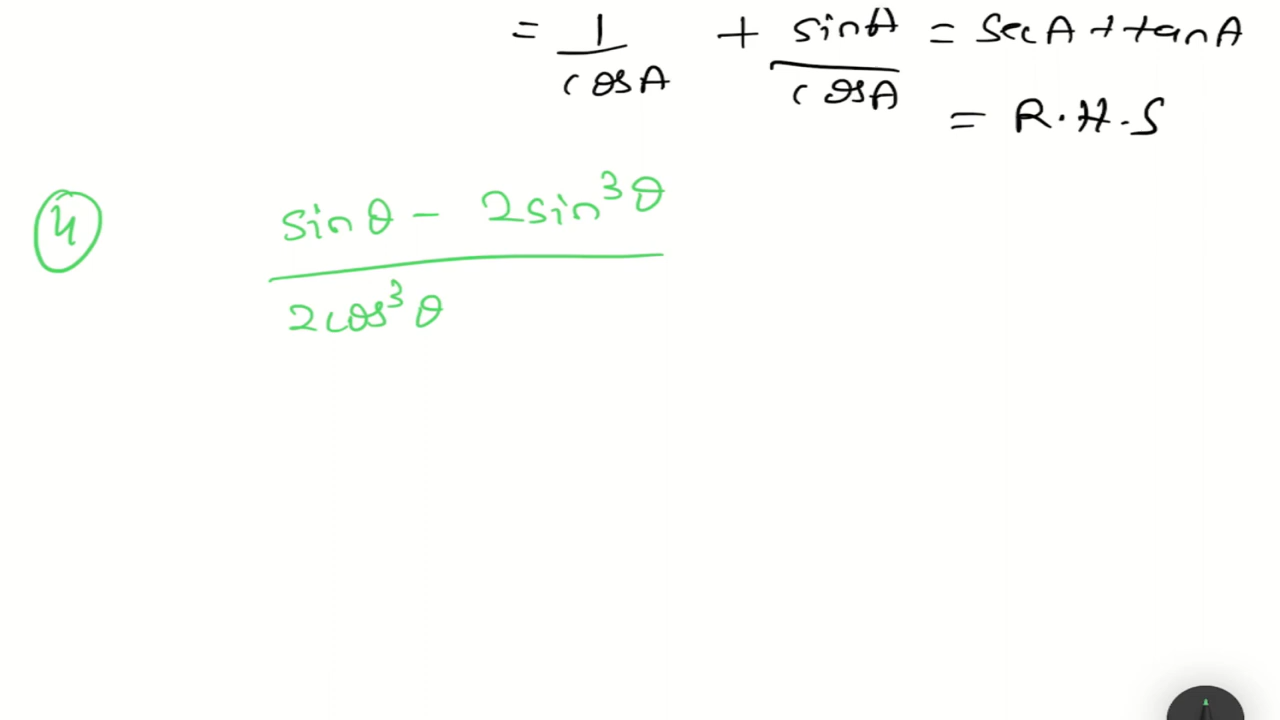 = 1/cosA + sinA/cosA = secA + tanA
= R.H.S
④ sinθ - 2sin³θ
2cos³θ